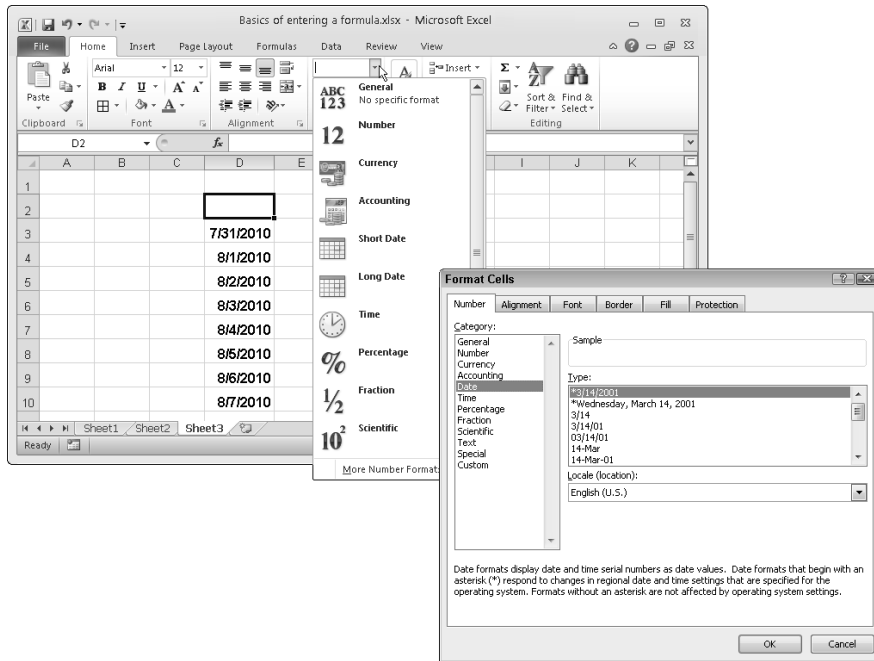 Basics of entering a formula.xlsx - Microsoft Excel
File Home Insert Page Layout Formulas Data Review View
Arial 12 Insert
Paste B I U A A Σ Sort & Find &
A Filter Select
Clipboard Font Alignment Editing
D2 fx
A B C D E I J K
1
2
3 7/31/2010
4 8/1/2010
5 8/2/2010
6 8/3/2010
7 8/4/2010
8 8/5/2010
9 8/6/2010
10 8/7/2010
Sheet1 Sheet2 Sheet3
Ready
ABC
123
General
No specific format
12 Number
Currency
Accounting
Short Date
Long Date
Time
% Percentage
½ Fraction
10² Scientific
More Number Formats
Format Cells
Number Alignment Font Border Fill Protection
Category:
General
Number
Currency
Accounting
Date
Time
Percentage
Fraction
Scientific
Text
Special
Custom
Sample
Type:
*3/14/2001
*Wednesday, March 14, 2001
3/14
3/14/01
03/14/01
14-Mar
14-Mar-01
Locale (location):
English (U.S.)
Date formats display date and time serial numbers as date values. Date formats that begin with an
asterisk (*) respond to changes in regional date and time settings that are specified for the
operating system. Formats without an asterisk are not affected by operating system settings.
OK Cancel